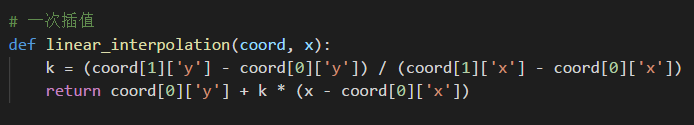 # 一次插值
def linear_interpolation(coord, x):
    k = (coord[1]['y'] - coord[0]['y']) / (coord[1]['x'] - coord[0]['x'])
    return coord[0]['y'] + k * (x - coord[0]['x'])